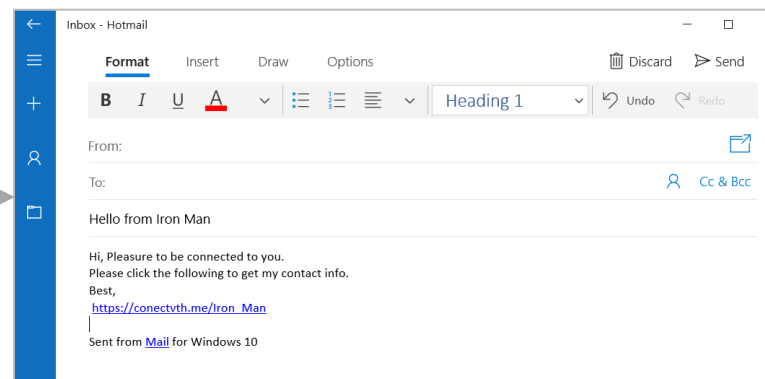 Inbox - Hotmail
Format Insert Draw Options Discard Send
B I U A Heading 1 Undo Redo
From:
To: Cc & Bcc
Hello from Iron Man
Hi, Pleasure to be connected to you.
Please click the following to get my contact info.
Best,
https://conectvth.me/Iron_Man
Sent from Mail for Windows 10